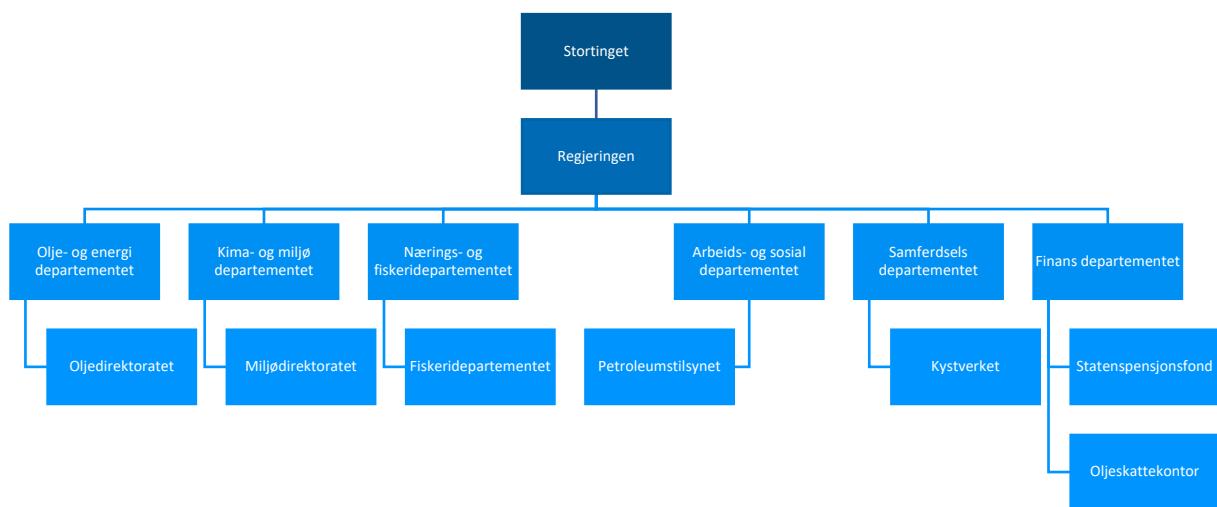 Stortinget
Regjeringen
Olje- og energi
departementet
Kima- og miljø
departementet
Nærings- og
fiskeridepartementet
Arbeids- og sosial
departementet
Samferdsels
departementet
Finans departementet
Oljedirektoratet
Miljødirektoratet
Fiskeridepartementet
Petroleumstilsynet
Kystverket
Statenspensjonsfond
Oljeskattekontor